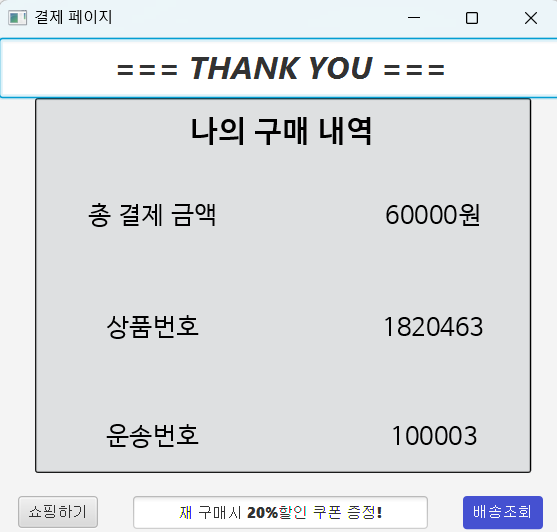 결제 페이지
=== THANK YOU ===
나의 구매 내역
총 결제 금액 60000원
상품번호 1820463
운송번호 100003
쇼핑하기 재 구매시 20%할인 쿠폰 증정! 배송조회